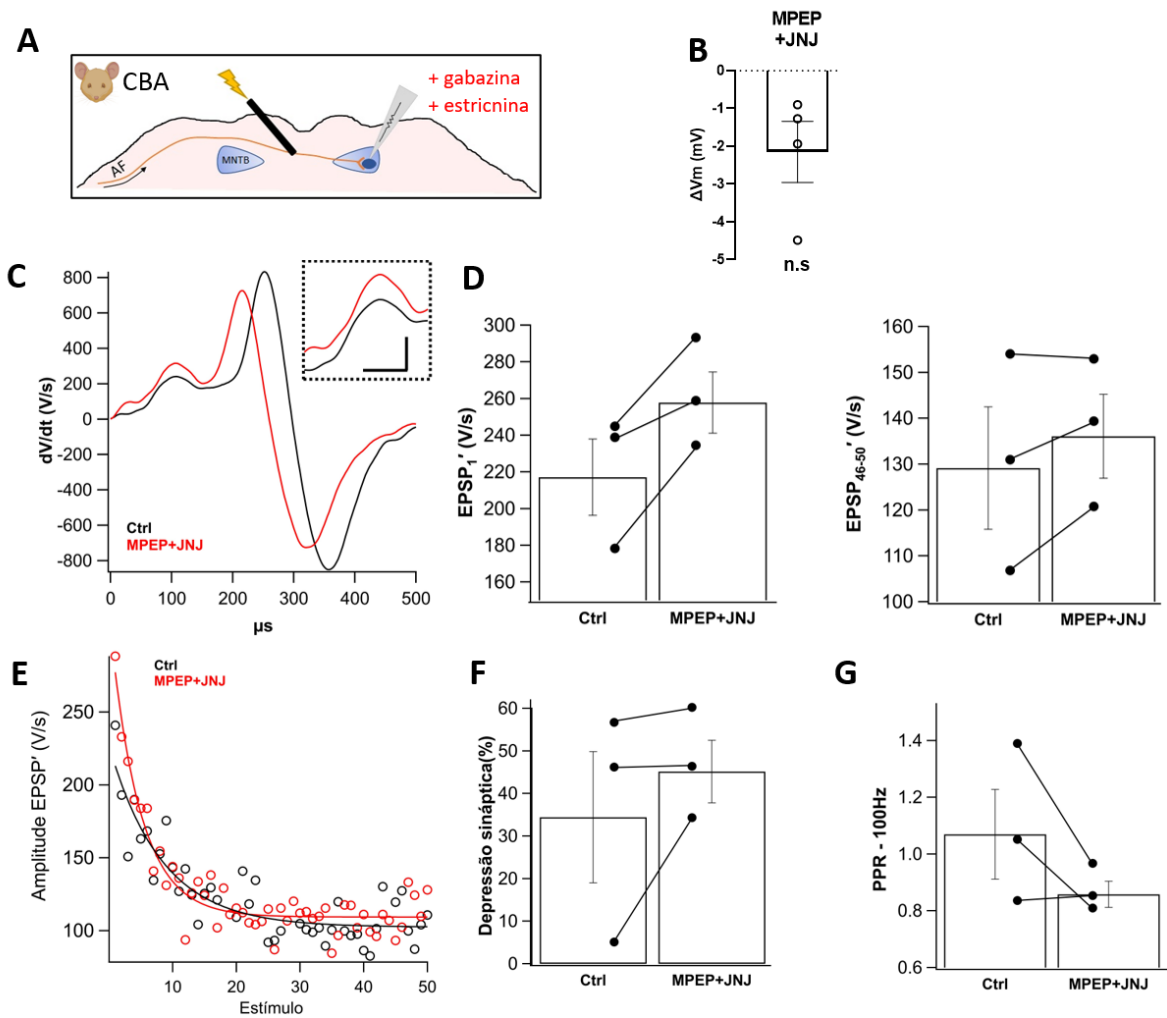 A
CBA
+ gabazina
+ estricnina
AF
MNTB
B
MPEP
+JNJ
ΔVm (mV)
0
-1
-2
-3
-4
-5
n.s
C
dV/dt (V/s)
800
600
400
200
0
-200
-400
-600
-800
Ctrl
MPEP+JNJ
0
100
200
300
400
500
µs
D
EPSP1′ (V/s)
300
280
260
240
220
200
180
160
Ctrl
MPEP+JNJ
EPSP46-50′ (V/s)
160
150
140
130
120
110
100
Ctrl
MPEP+JNJ
E
Ctrl
MPEP+JNJ
Amplitude EPSP′ (V/s)
250
200
150
100
10
20
30
40
50
Estímulo
F
Depressão sináptica(%)
60
50
40
30
20
10
0
Ctrl
MPEP+JNJ
G
PPR - 100Hz
1.4
1.2
1.0
0.8
0.6
Ctrl
MPEP+JNJ